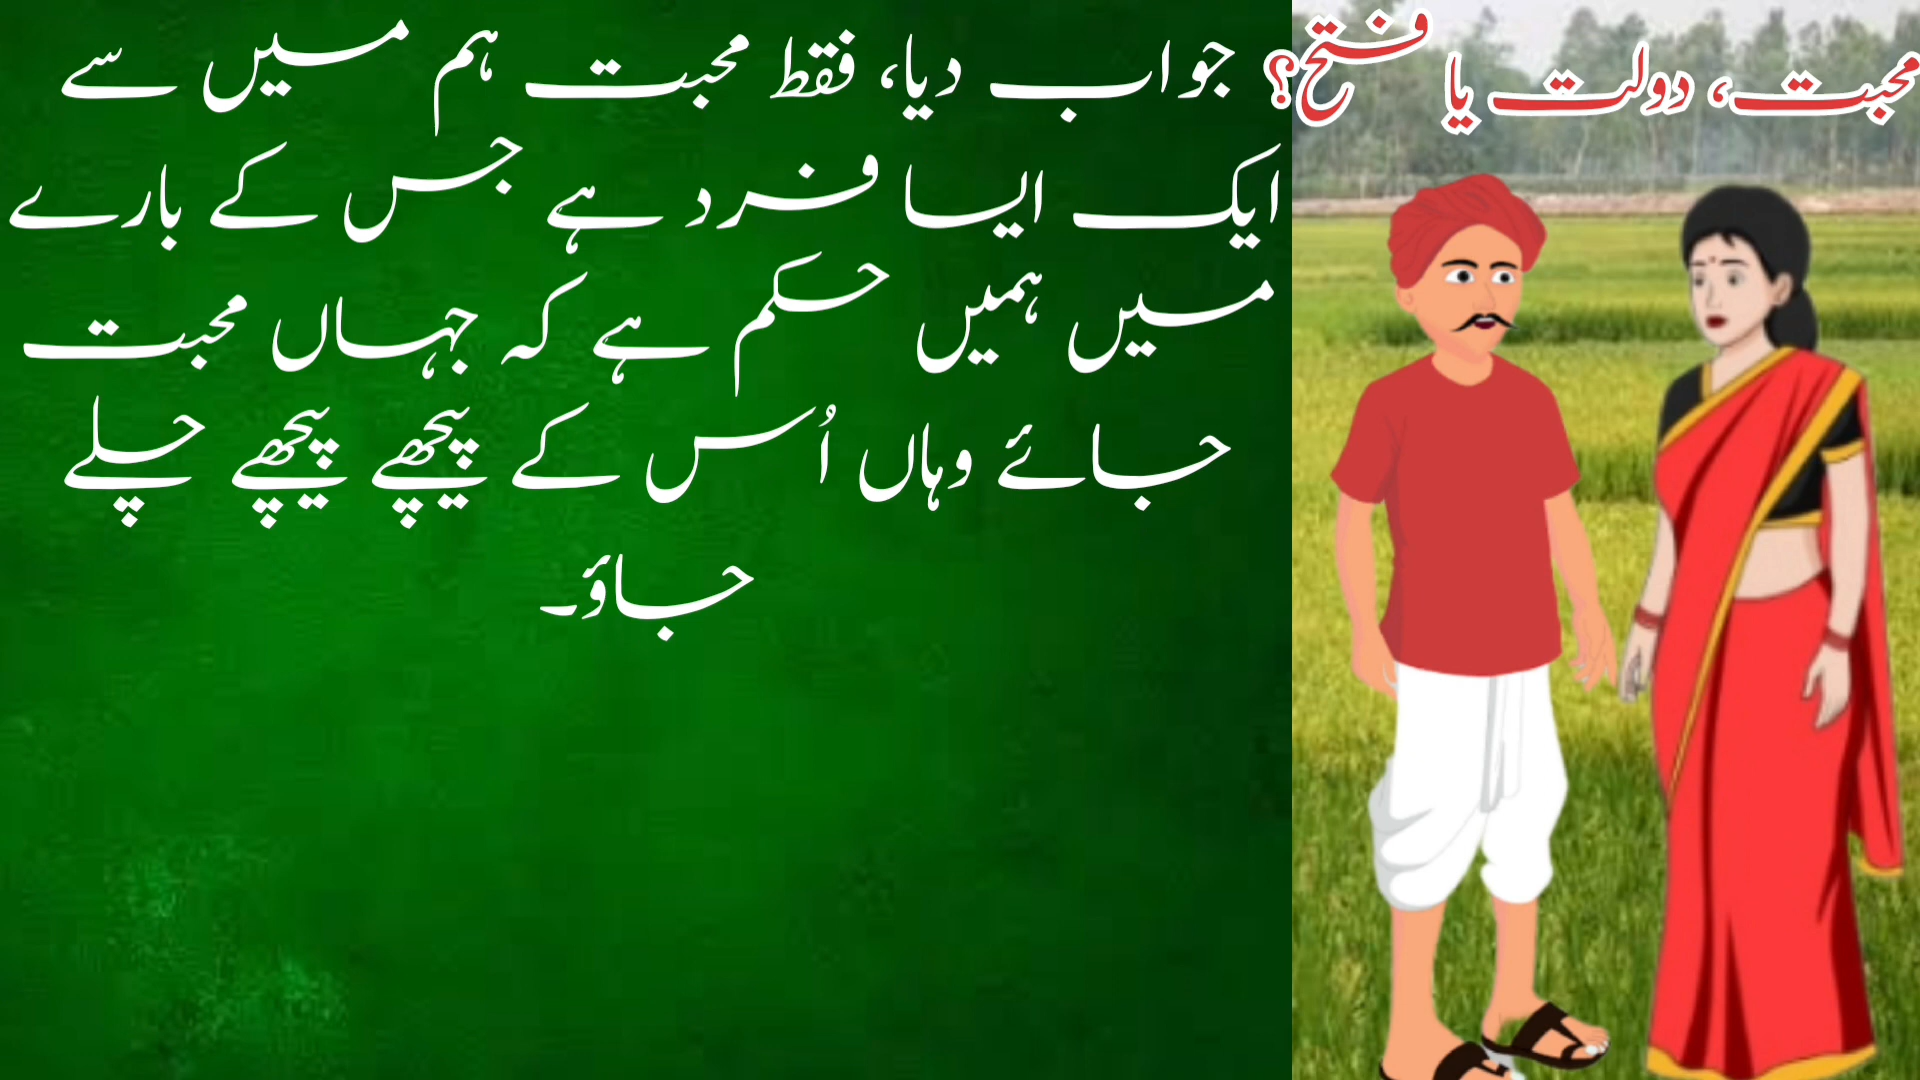 محبت، دولت یا فتح؟
جواب دیا، فقط محبت ہم میں سے
ایک ایسا فرد ہے جس کے بارے
میں ہمیں حکم ہے کہ جہاں محبت
جائے وہاں اُس کے پیچھے پیچھے چلے
جاؤ۔